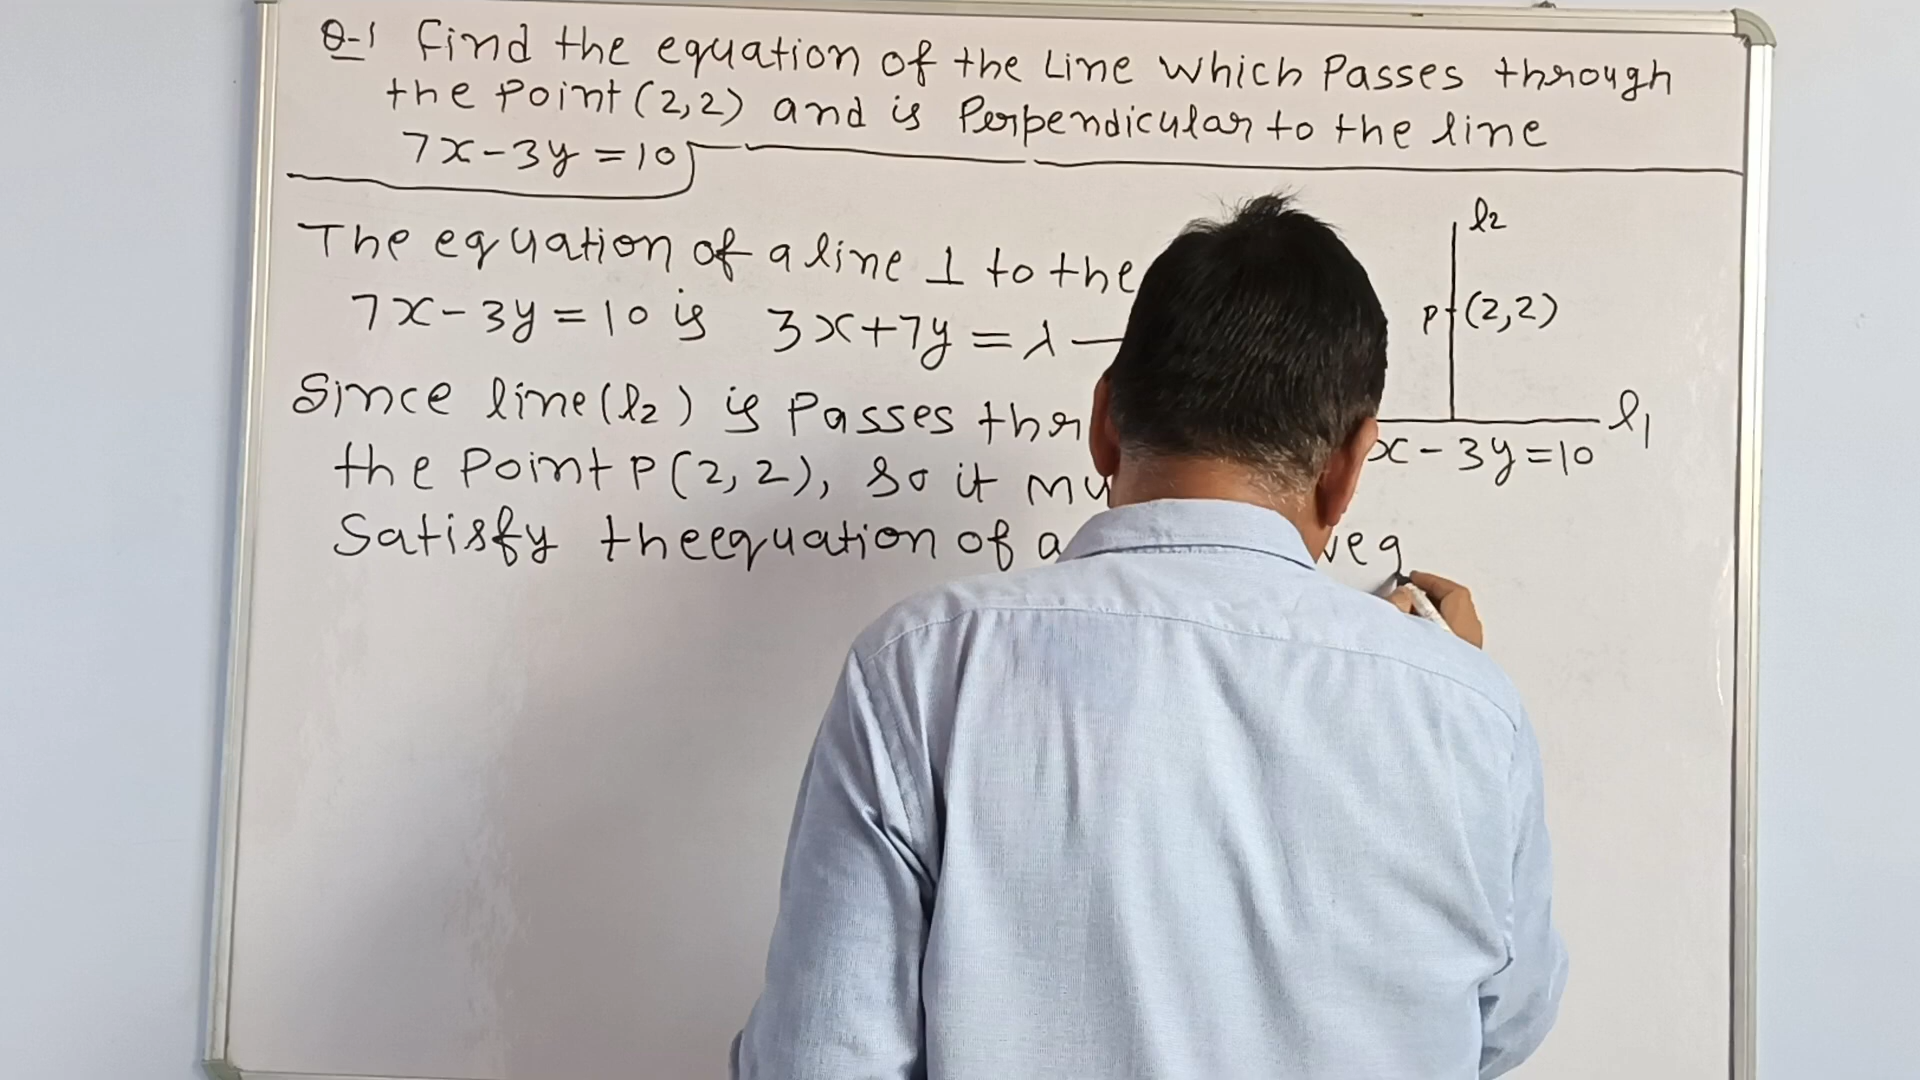 Q-1 Find the equation of the Line which Passes through
the Point (2,2) and is Perpendicular to the line
7x-3y=10
The equation of a line ⊥ to the
7x-3y=10 is 3x+7y=λ—
Since line (l2) is Passes thr
the Point P(2,2), so it mu
Satisfy the equation of a
l2
P (2,2)
l1
x-3y=10